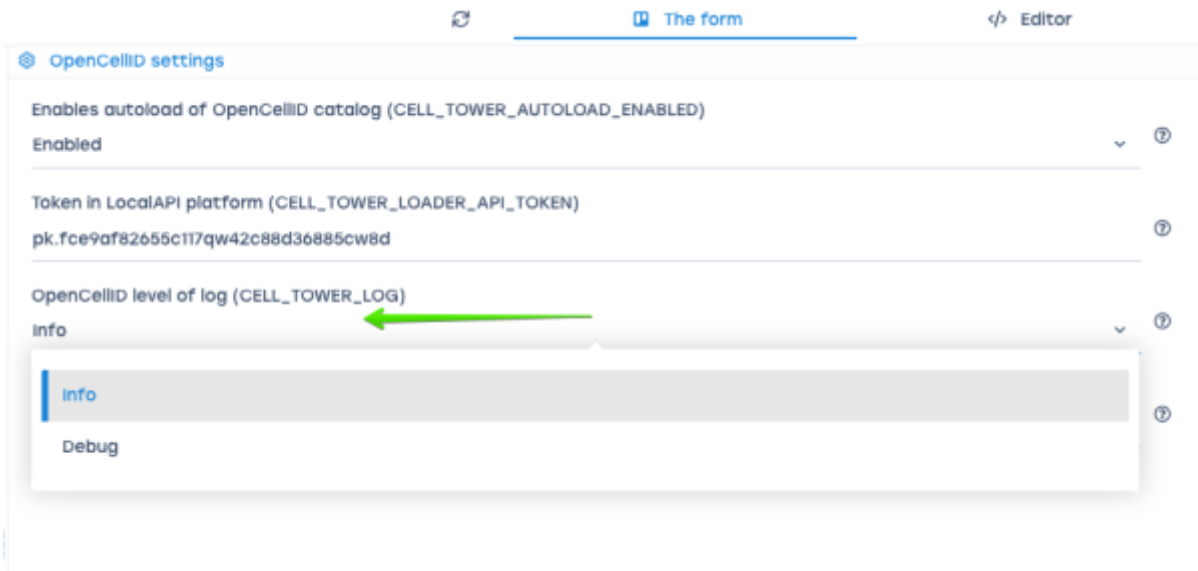 The form
</> Editor
OpenCellID settings
Enables autoload of OpenCellID catalog (CELL_TOWER_AUTOLOAD_ENABLED)
Enabled
Token in LocalAPI platform (CELL_TOWER_LOADER_API_TOKEN)
pk.fce9af82655c117qw42c88d36885cw8d
OpenCellID level of log (CELL_TOWER_LOG)
Info
Info
Debug